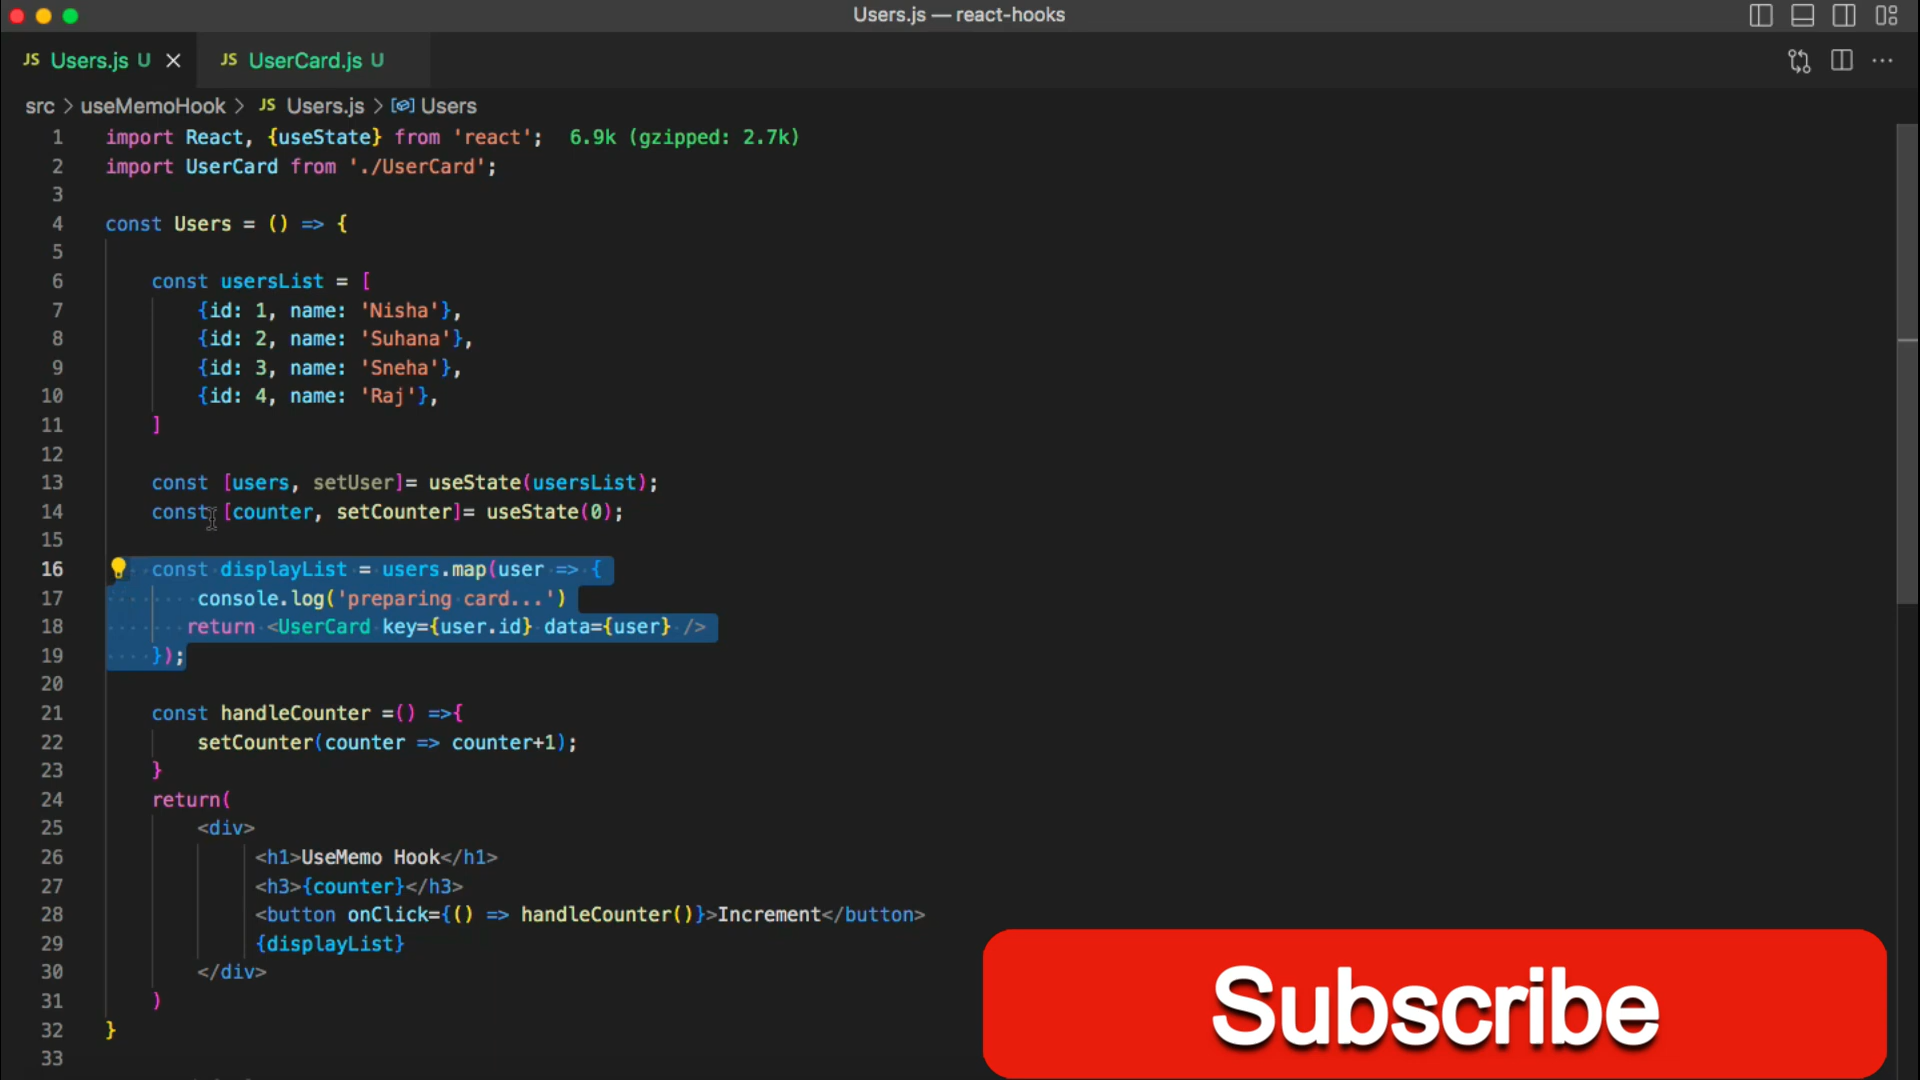 Users.js — react-hooks
JS Users.js U × JS UserCard.js U
src > useMemoHook > JS Users.js > Users
1 import React, {useState} from 'react'; 6.9k (gzipped: 2.7k)
2 import UserCard from './UserCard';
3
4 const Users = () => {
5
6 const usersList = [
7 {id: 1, name: 'Nisha'},
8 {id: 2, name: 'Suhana'},
9 {id: 3, name: 'Sneha'},
10 {id: 4, name: 'Raj'},
11 ]
12
13 const [users, setUser]= useState(usersList);
14 const [counter, setCounter]= useState(0);
15
16 const displayList = users.map(user => {
17 console.log('preparing card...')
18 return <UserCard key={user.id} data={user} />
19 });
20
21 const handleCounter =() =>{
22 setCounter(counter => counter+1);
23 }
24 return(
25 <div>
26 <h1>UseMemo Hook</h1>
27 <h3>{counter}</h3>
28 <button onClick={() => handleCounter()}>Increment</button>
29 {displayList}
30 </div>
31 )
32 }
33
Subscribe